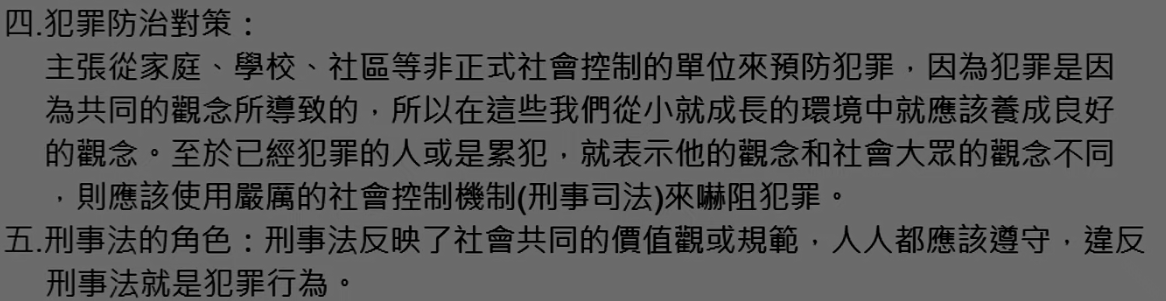 四.犯罪防治對策：
主張從家庭、學校、社區等非正式社會控制的單位來預防犯罪，因為犯罪是因
為共同的觀念所導致的，所以在這些我們從小就成長的環境中就應該養成良好
的觀念。至於已經犯罪的人或是累犯，就表示他的觀念和社會大眾的觀念不同
，則應該使用嚴厲的社會控制機制(刑事司法)來嚇阻犯罪。
五.刑事法的角色：刑事法反映了社會共同的價值觀或規範，人人都應該遵守，違反
刑事法就是犯罪行為。